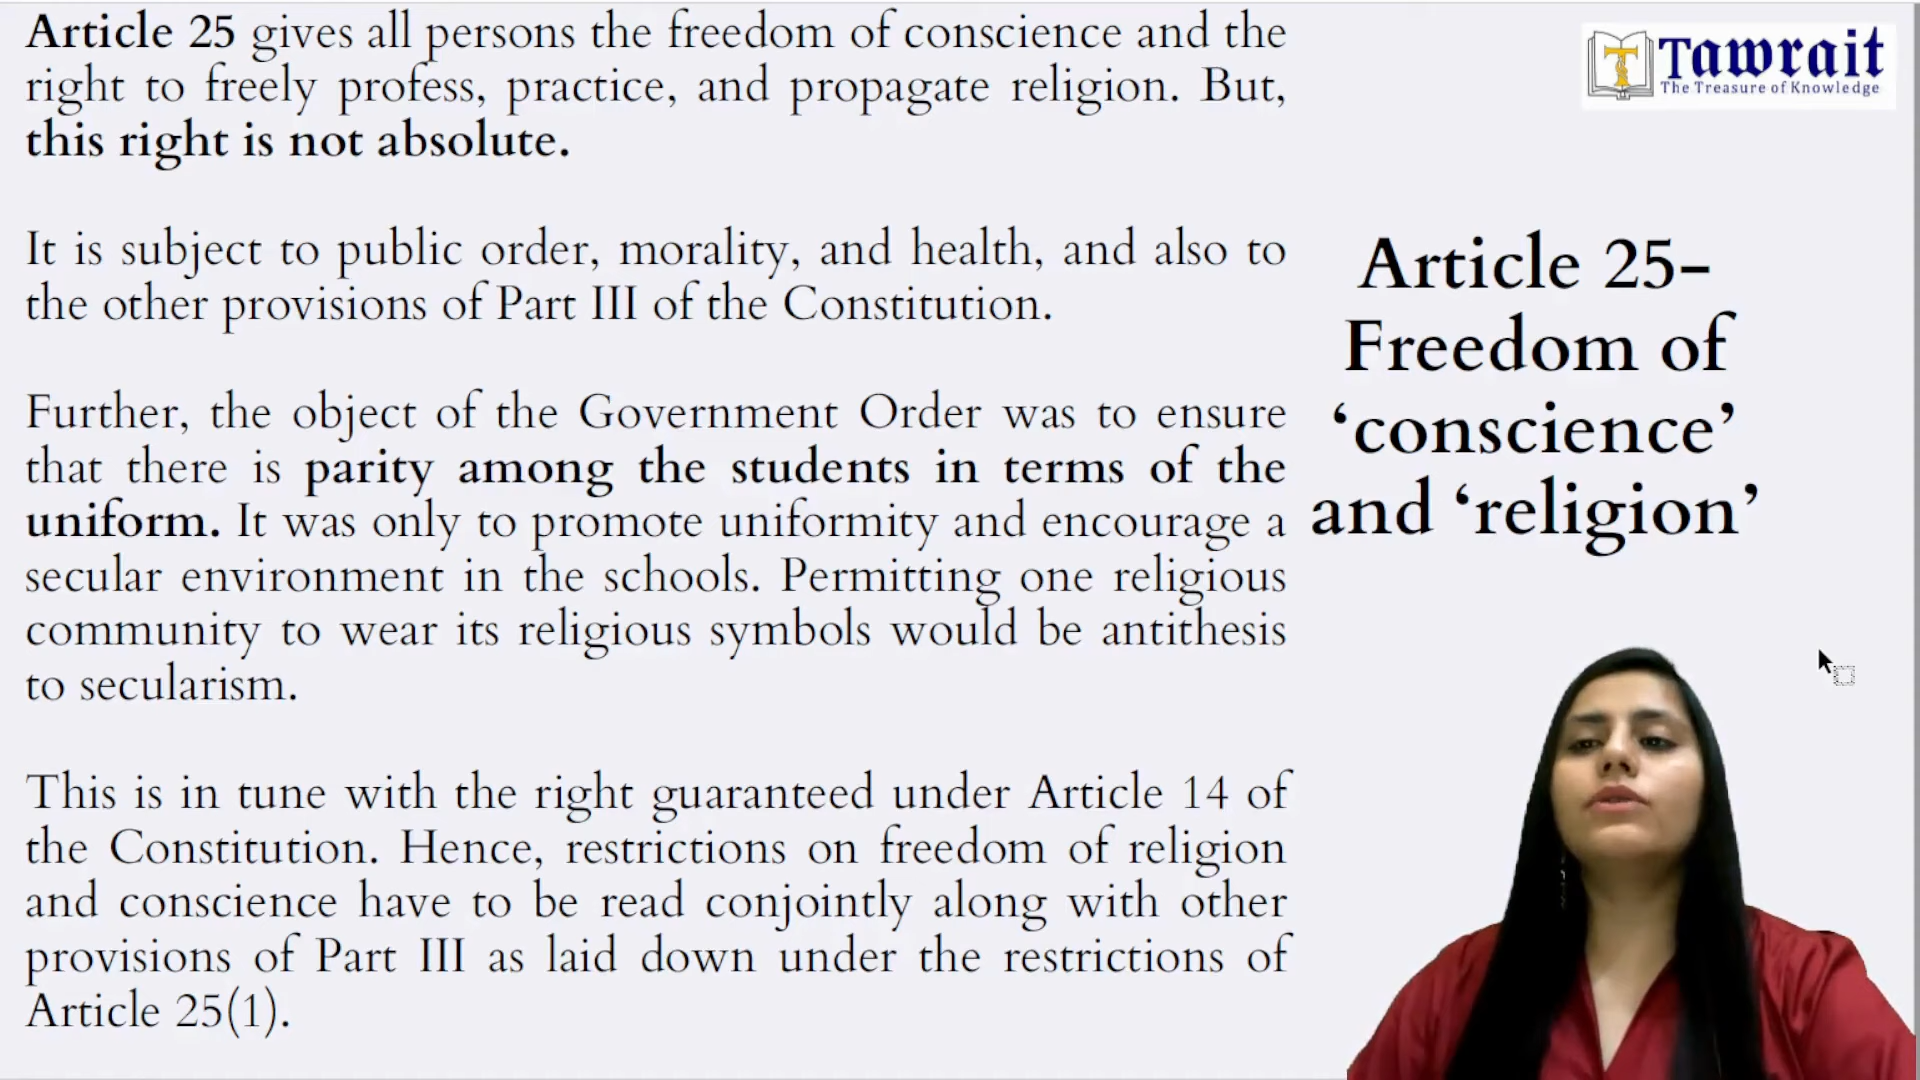 Article 25 gives all persons the freedom of conscience and the
right to freely profess, practice, and propagate religion. But,
this right is not absolute.
It is subject to public order, morality, and health, and also to
the other provisions of Part III of the Constitution.
Further, the object of the Government Order was to ensure
that there is parity among the students in terms of the
uniform. It was only to promote uniformity and encourage a
secular environment in the schools. Permitting one religious
community to wear its religious symbols would be antithesis
to secularism.
This is in tune with the right guaranteed under Article 14 of
the Constitution. Hence, restrictions on freedom of religion
and conscience have to be read conjointly along with other
provisions of Part III as laid down under the restrictions of
Article 25(1).
T
Tawrait
The Treasure of Knowledge
Article 25–
Freedom of
‘conscience’
and ‘religion’